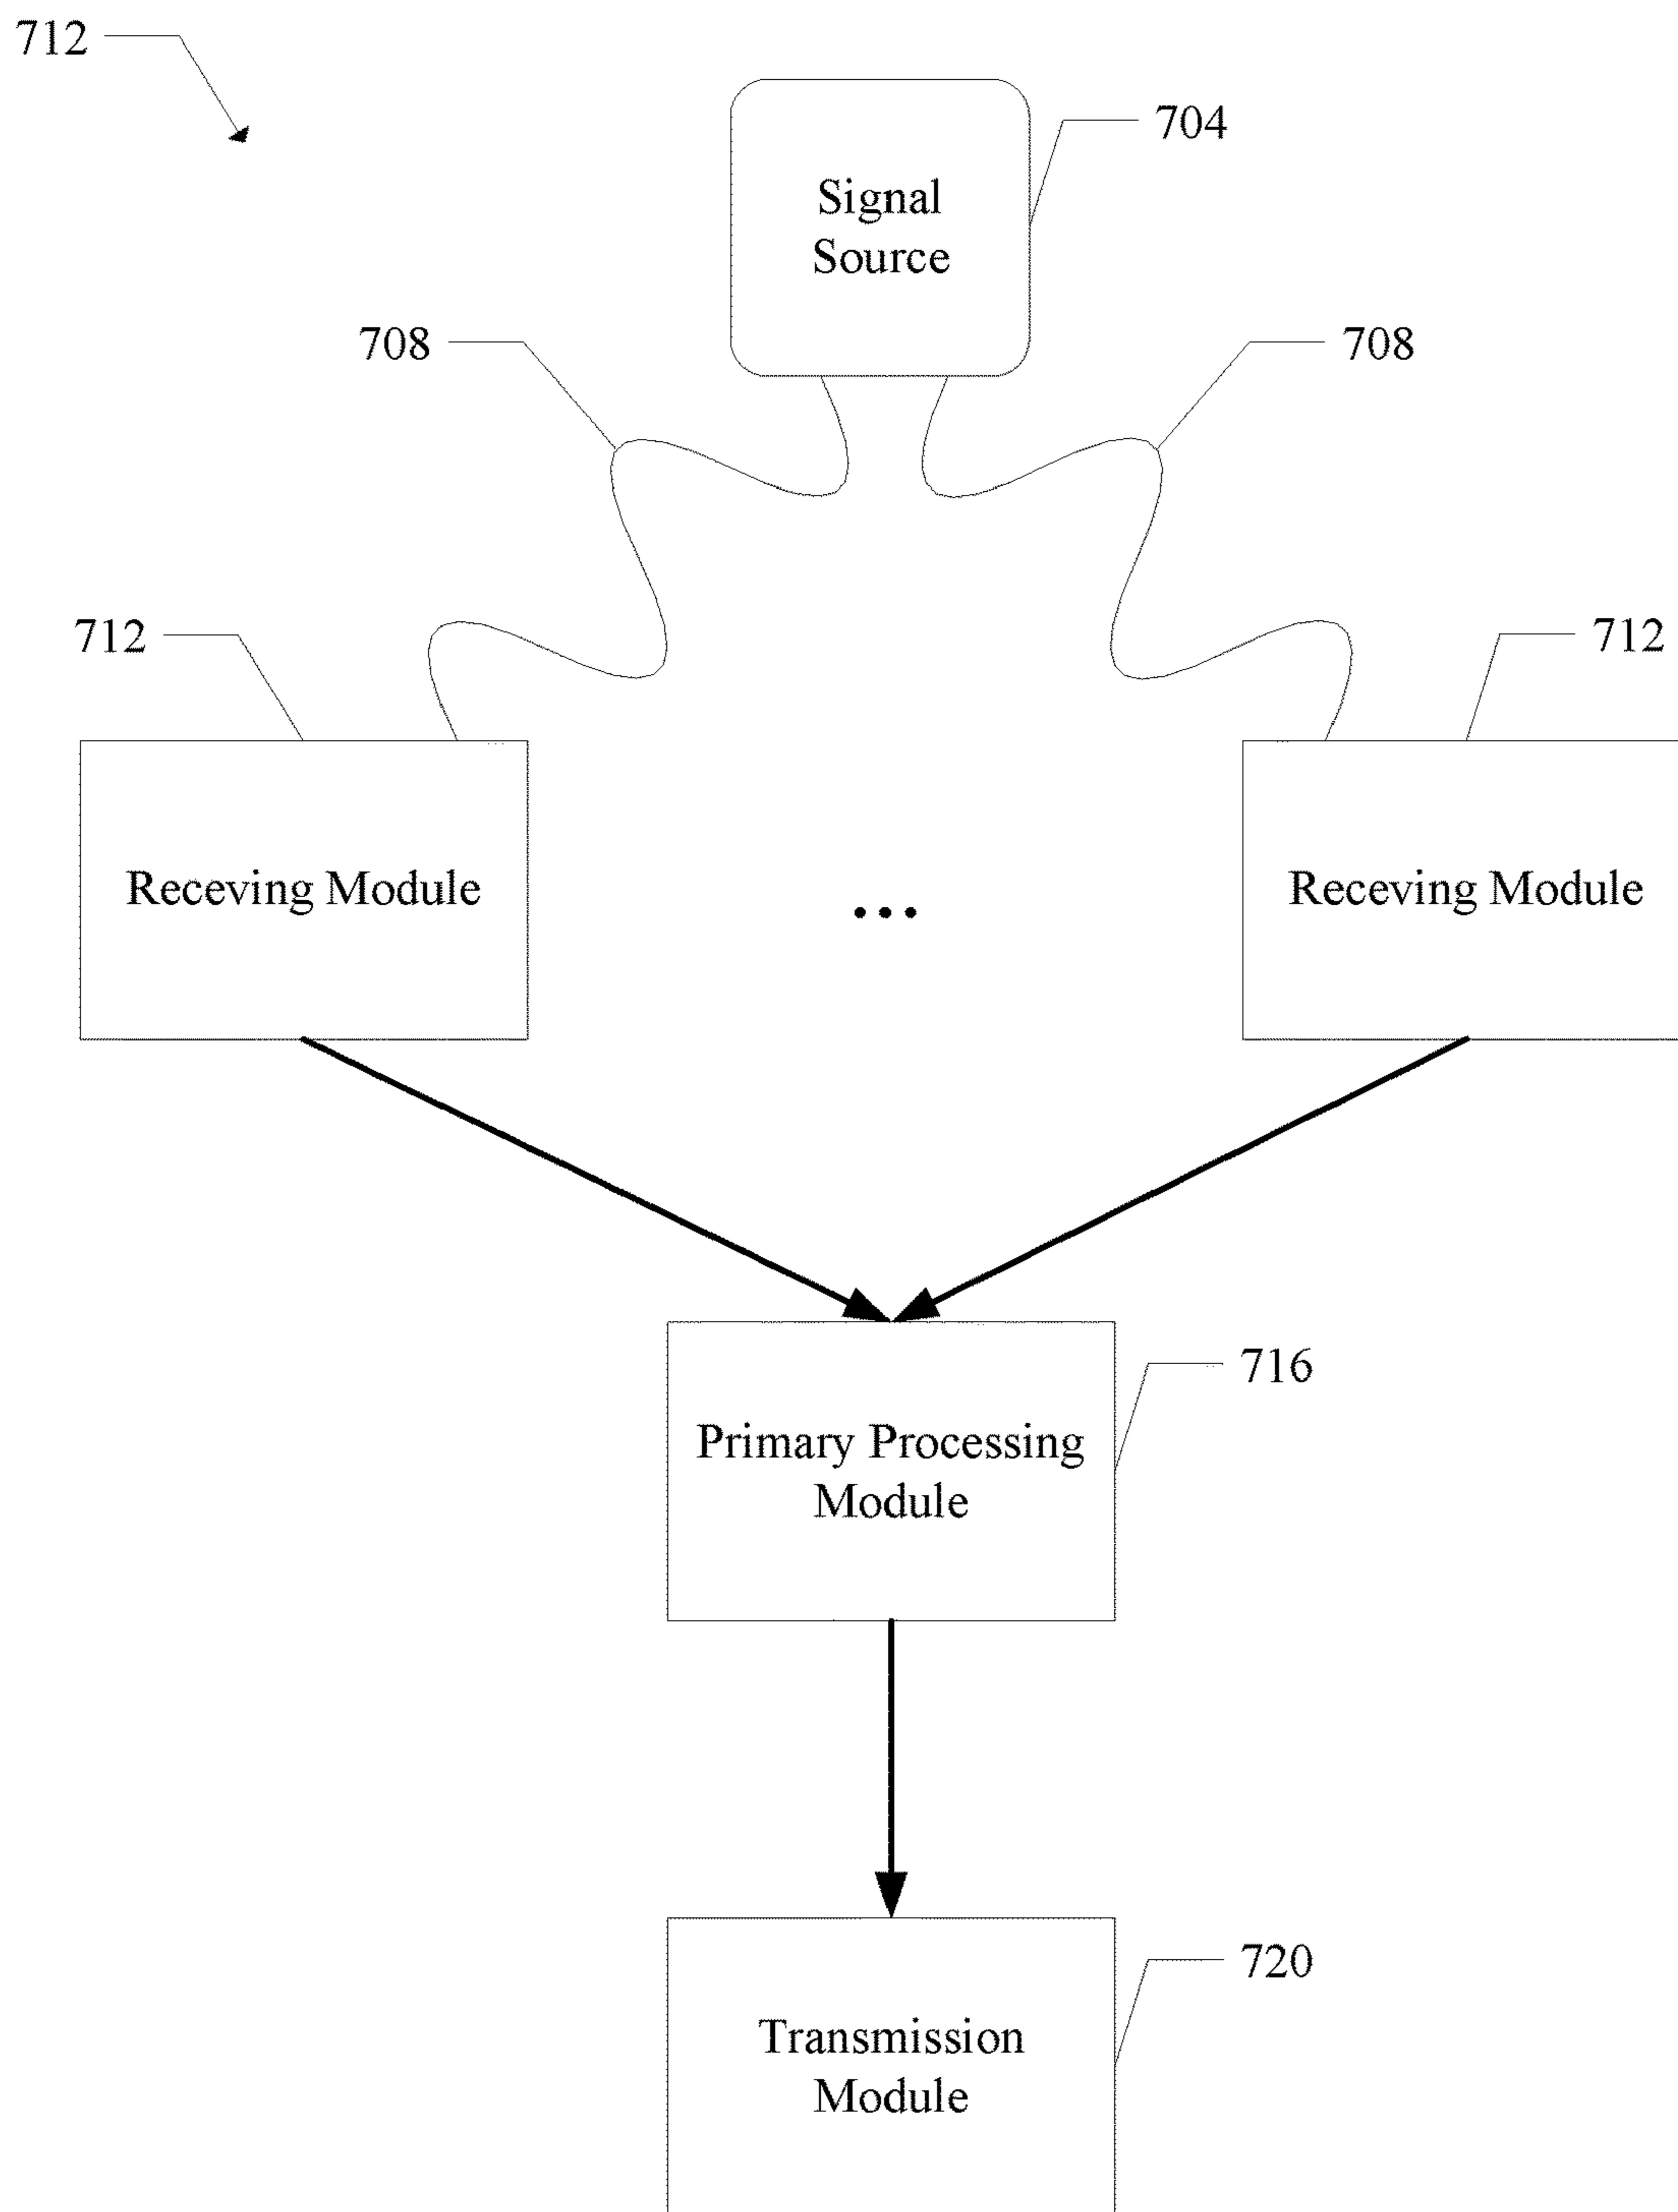 712
704
Signal
Source
708
708
712
712
Receving Module
...
Receving Module
716
Primary Processing
Module
720
Transmission
Module